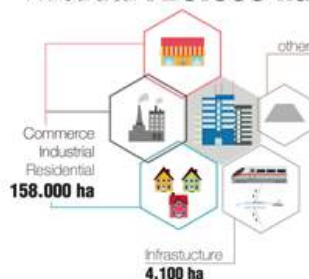 other
Commerce
Industrial
Residential
158.000 ha
Infrastucture
4.100 ha